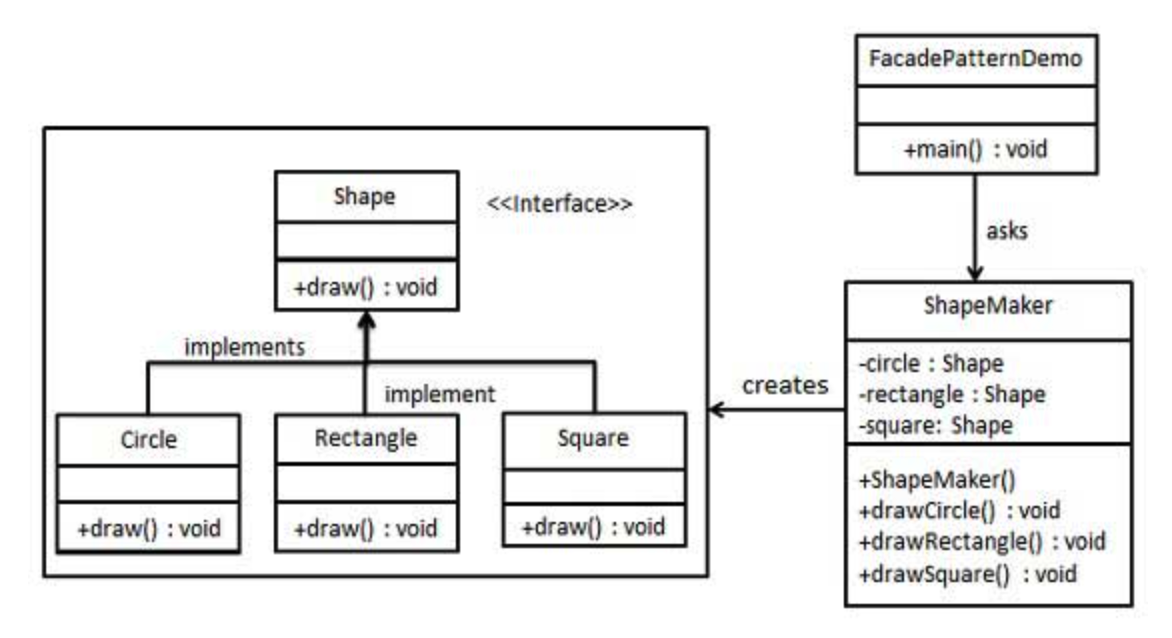 FacadePatternDemo
+main() : void
asks
Shape
<<Interface>>
+draw() : void
implements
implement
Circle
+draw() : void
Rectangle
+draw() : void
Square
+draw() : void
creates
ShapeMaker
-circle : Shape
-rectangle : Shape
-square: Shape
+ShapeMaker()
+drawCircle() : void
+drawRectangle() : void
+drawSquare() : void